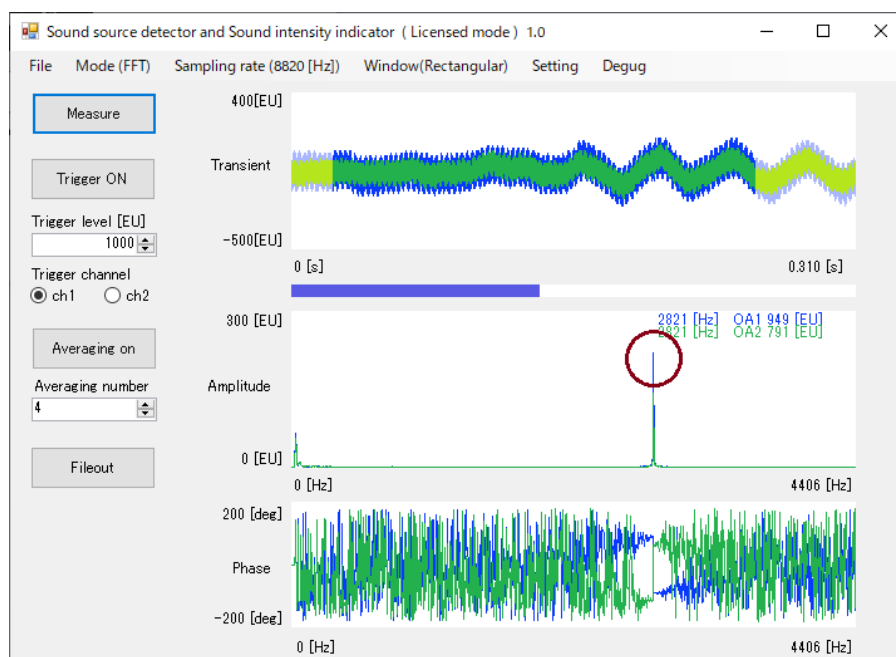 Sound source detector and Sound intensity indicator ( Licensed mode ) 1.0
File Mode (FFT) Sampling rate (8820 [Hz]) Window(Rectangular) Setting Degug
Measure
Trigger ON
Trigger level [EU]
1000
Trigger channel
ch1 ch2
Averaging on
Averaging number
4
Fileout
400[EU]
Transient
-500[EU]
0 [s] 0.310 [s]
300 [EU]
2821 [Hz] OA1 949 [EU]
2821 [Hz] OA2 791 [EU]
Amplitude
0 [EU]
0 [Hz] 4406 [Hz]
200 [deg]
Phase
-200 [deg]
0 [Hz] 4406 [Hz]